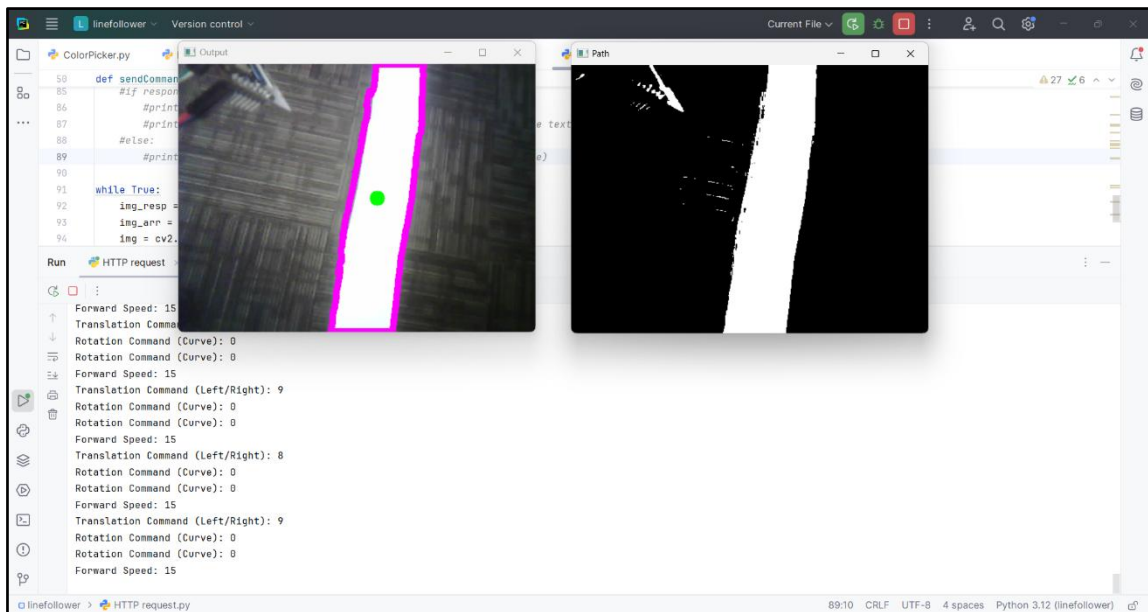 L linefollower Version control Current File
ColorPicker.py
Output
Path
50 def sendComman
27 6
85 #if respon
86 #print
87 #print e text
88 #else:
89 #print e)
90
91 while True:
92 img_resp =
93 img_arr =
94 img = cv2.
Run HTTP request
Forward Speed: 15
Translation Comma
Rotation Command (Curve): 0
Rotation Command (Curve): 0
Forward Speed: 15
Translation Command (Left/Right): 9
Rotation Command (Curve): 0
Rotation Command (Curve): 0
Forward Speed: 15
Translation Command (Left/Right): 8
Rotation Command (Curve): 0
Rotation Command (Curve): 0
Forward Speed: 15
Translation Command (Left/Right): 9
Rotation Command (Curve): 0
Rotation Command (Curve): 0
Forward Speed: 15
linefollower > HTTP request.py 89:10 CRLF UTF-8 4 spaces Python 3.12 (linefollower)